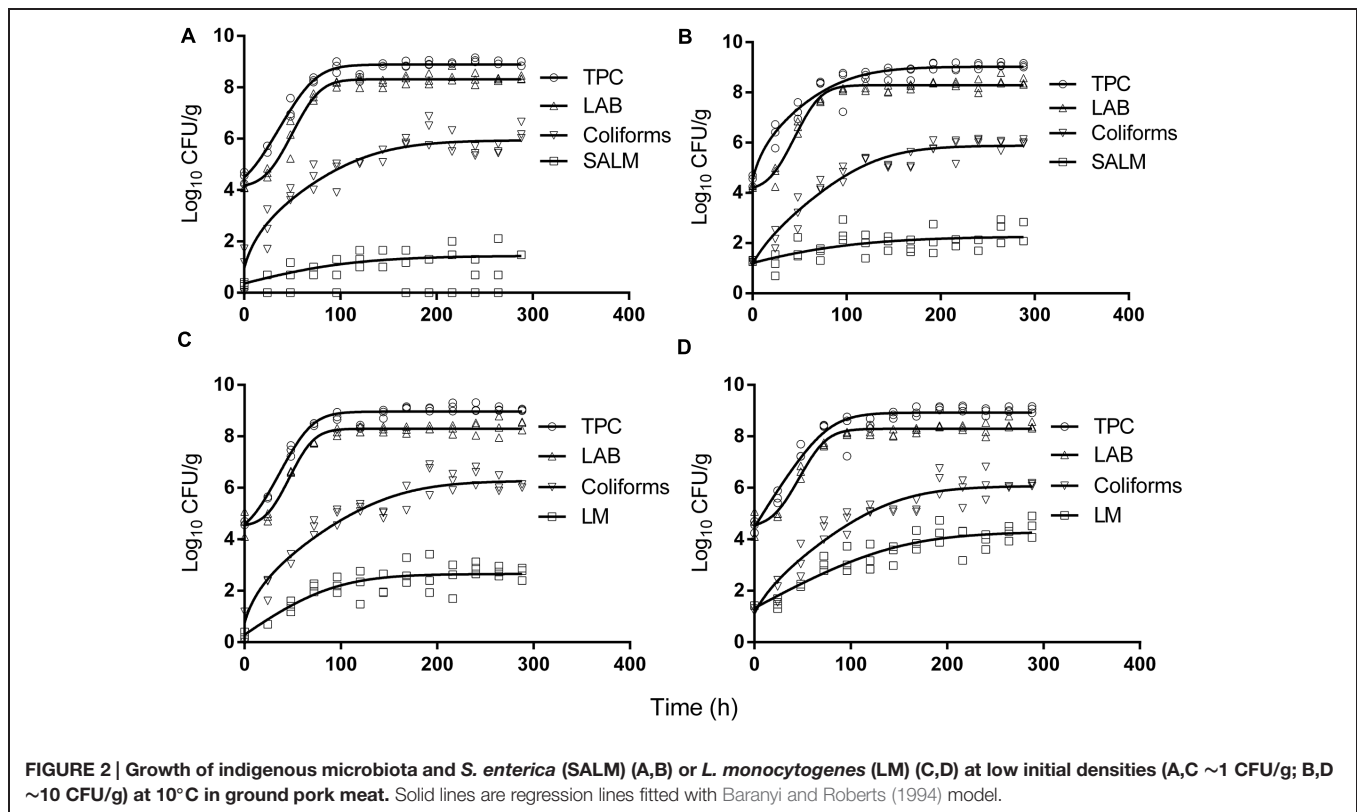 A
10
8
6
4
2
0
Log10 CFU/g
0 100 200 300 400
TPC
LAB
Coliforms
SALM
B
10
8
6
4
2
0
Log10 CFU/g
0 100 200 300 400
TPC
LAB
Coliforms
SALM
C
10
8
6
4
2
0
Log10 CFU/g
0 100 200 300 400
TPC
LAB
Coliforms
LM
D
10
8
6
4
2
0
Log10 CFU/g
0 100 200 300 400
TPC
LAB
Coliforms
LM
Time (h)
FIGURE 2 | Growth of indigenous microbiota and S. enterica (SALM) (A,B) or L. monocytogenes (LM) (C,D) at low initial densities (A,C ~1 CFU/g; B,D
~10 CFU/g) at 10°C in ground pork meat. Solid lines are regression lines fitted with Baranyi and Roberts (1994) model.